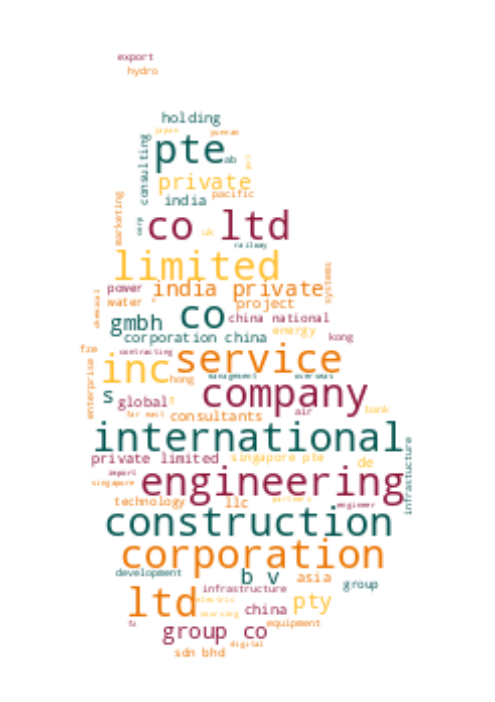 export
hydro
holding
japan
yunnan
consulting
pte
ab
pvt
private
india
pacific
marketing
corp
co ltd
uk
railway
limited
systems
power
india private
water
project
chemical
gmbh
co
china national
corporation china
energy
kong
fze
contracting
inc
service
hong
management
overseas
enterprise
s
global
s
company
far east
consultants
air
bank
international
infrastucture
private limited
singapore pte
de
import
singapore
engineering
engineer
technology
llc
partners
construction
corporation
development
b v
asia
group
infrastructure
ltd
electric
china
pty
sourcing
equipment
group co
digital
sdn bhd